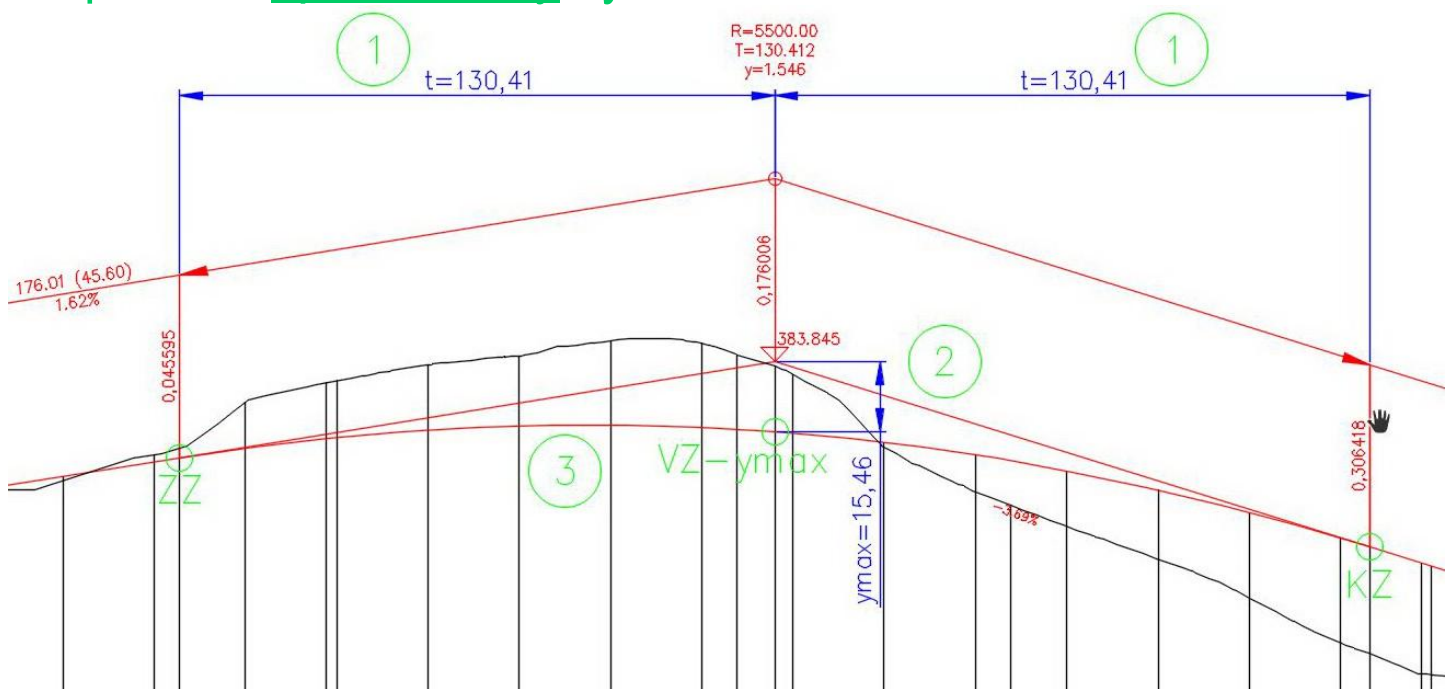 1
R=5500.00
T=130.412
y=1.546
1
t=130,41
t=130,41
176.01 (45.60)
1.62%
0,045595
0,176006
383.845
2
0,306418
ZZ
3
VZ-ymax
ymax=15,46
-3.69%
KZ